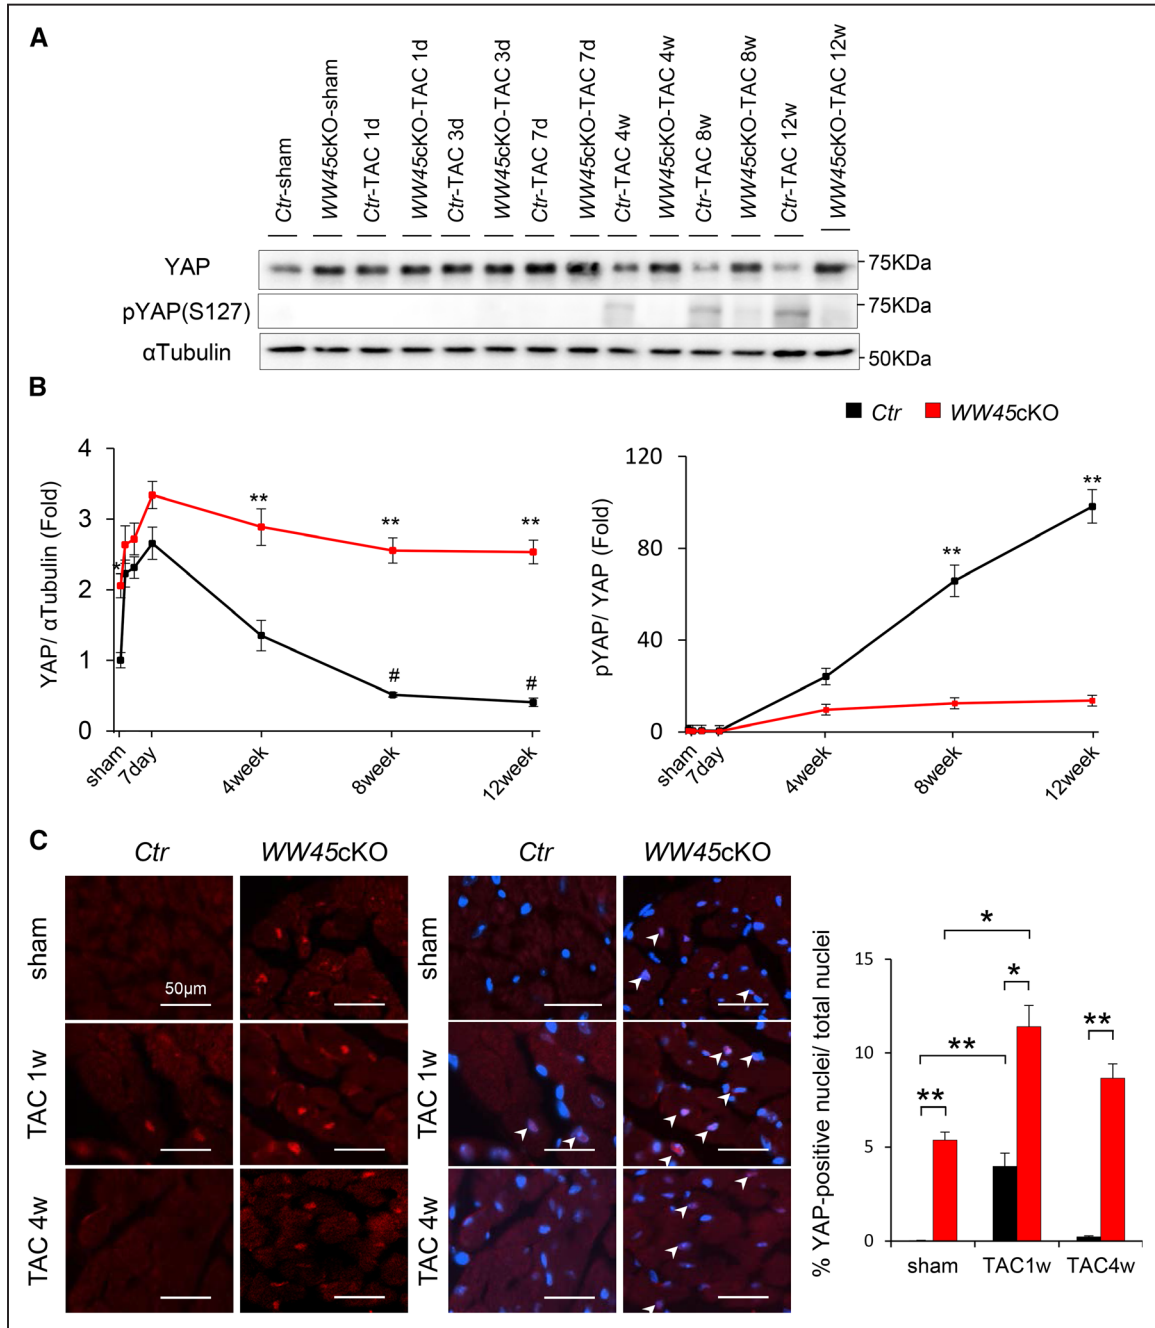 A
Ctr-sham
WW45cKO-sham
Ctr-TAC 1d
WW45cKO-TAC 1d
Ctr-TAC 3d
WW45cKO-TAC 3d
Ctr-TAC 7d
WW45cKO-TAC 7d
Ctr-TAC 4w
WW45cKO-TAC 4w
Ctr-TAC 8w
WW45cKO-TAC 8w
Ctr-TAC 12w
WW45cKO-TAC 12w
YAP
75KDa
pYAP(S127)
75KDa
αTubulin
50KDa
B
Ctr
WW45cKO
YAP/ αTubulin (Fold)
4
3
2
1
0
*
**
**
**
#
#
sham
7day
4week
8week
12week
pYAP/ YAP (Fold)
120
80
40
0
**
**
sham
7day
4week
8week
12week
C
Ctr
WW45cKO
Ctr
WW45cKO
sham
50μm
TAC 1w
TAC 4w
sham
TAC 1w
TAC 4w
% YAP-positive nuclei/ total nuclei
15
10
5
0
*
*
**
**
**
sham
TAC1w
TAC4w